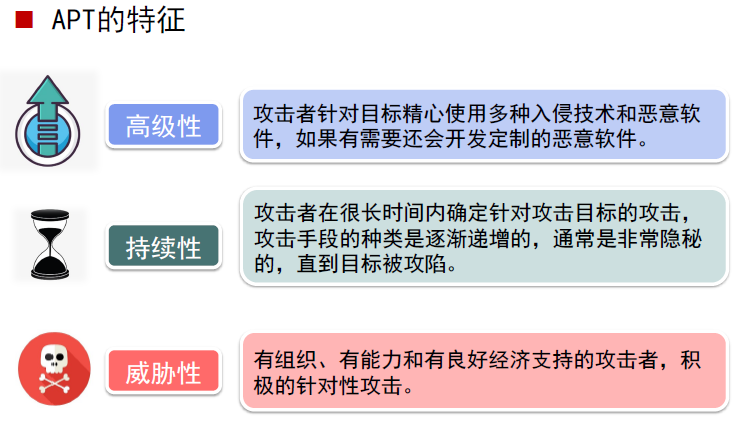 APT的特征
高级性
攻击者针对目标精心使用多种入侵技术和恶意软
件，如果有需要还会开发定制的恶意软件。
持续性
攻击者在很长时间内确定针对攻击目标的攻击，
攻击手段的种类是逐渐递增的，通常是非常隐秘
的，直到目标被攻陷。
威胁性
有组织、有能力和有良好经济支持的攻击者，积
极的针对性攻击。